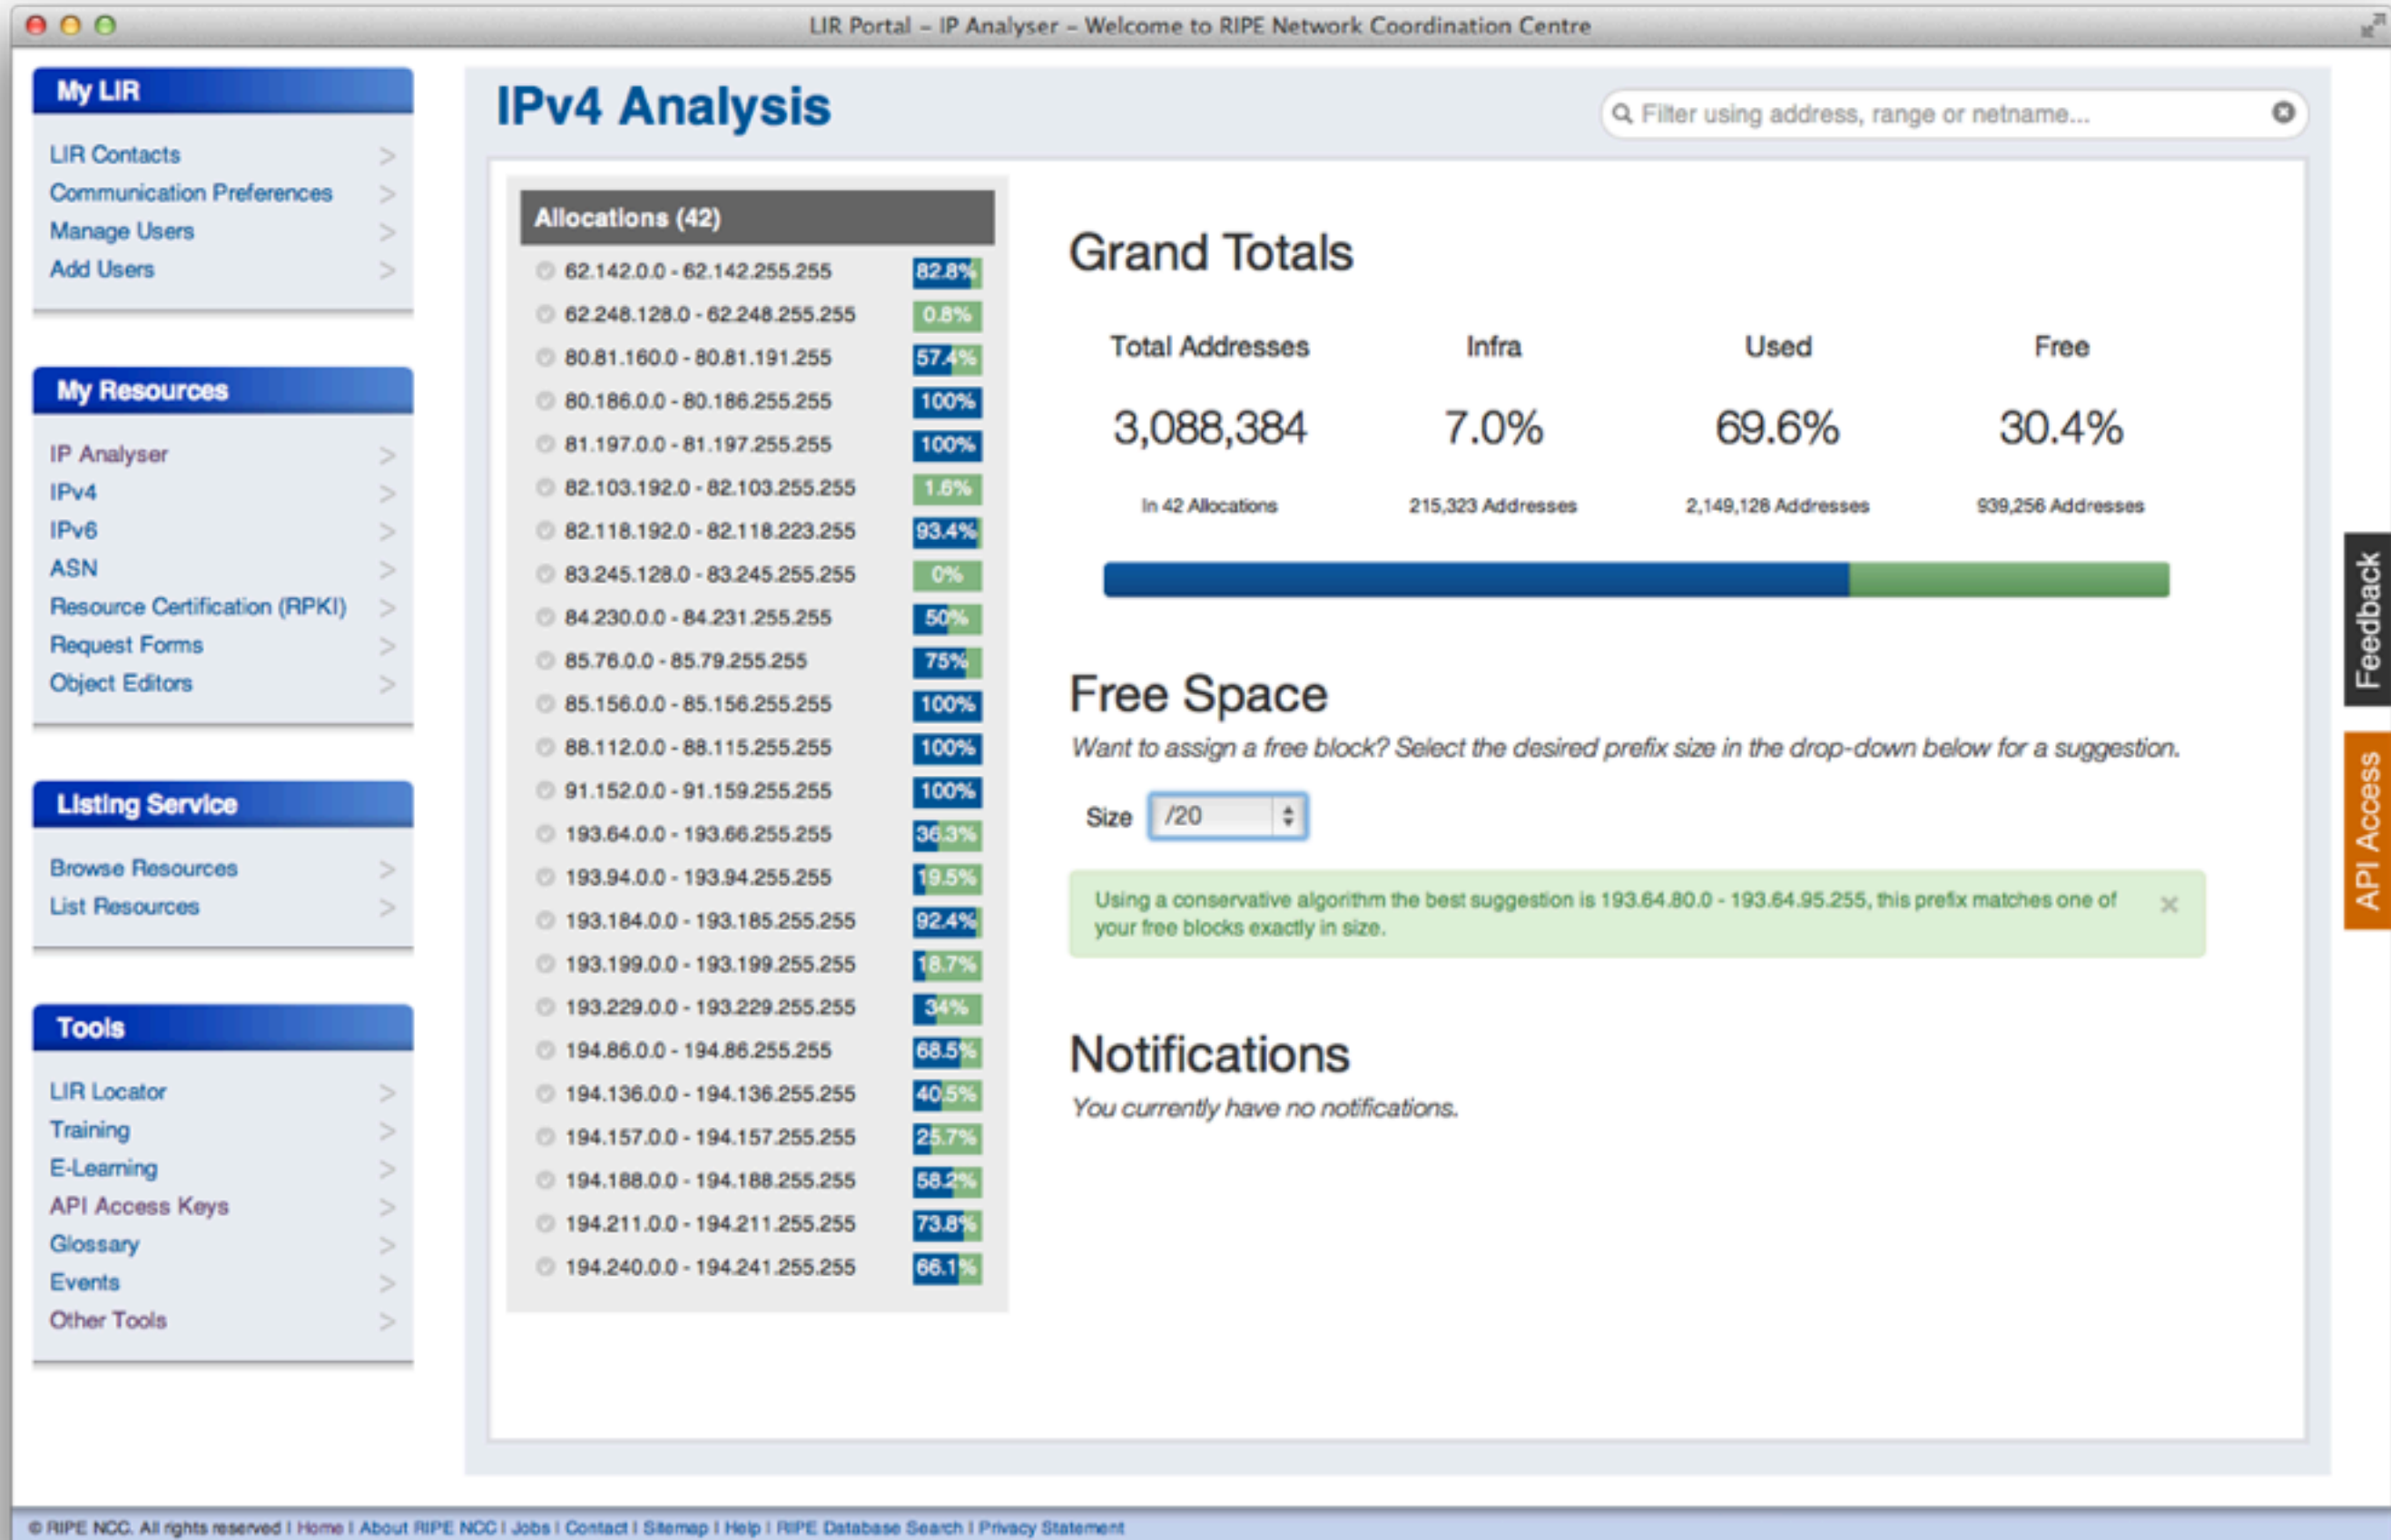 LIR Portal – IP Analyser – Welcome to RIPE Network Coordination Centre
My LIR
LIR Contacts >
Communication Preferences >
Manage Users >
Add Users >
My Resources
IP Analyser >
IPv4 >
IPv6 >
ASN >
Resource Certification (RPKI) >
Request Forms >
Object Editors >
Listing Service
Browse Resources >
List Resources >
Tools
LIR Locator >
Training >
E-Learning >
API Access Keys >
Glossary >
Events >
Other Tools >
IPv4 Analysis
Filter using address, range or netname...
Allocations (42)
62.142.0.0 - 62.142.255.255 82.8%
62.248.128.0 - 62.248.255.255 0.8%
80.81.160.0 - 80.81.191.255 57.4%
80.186.0.0 - 80.186.255.255 100%
81.197.0.0 - 81.197.255.255 100%
82.103.192.0 - 82.103.255.255 1.6%
82.118.192.0 - 82.118.223.255 93.4%
83.245.128.0 - 83.245.255.255 0%
84.230.0.0 - 84.231.255.255 50%
85.76.0.0 - 85.79.255.255 75%
85.156.0.0 - 85.156.255.255 100%
88.112.0.0 - 88.115.255.255 100%
91.152.0.0 - 91.159.255.255 100%
193.64.0.0 - 193.66.255.255 36.3%
193.94.0.0 - 193.94.255.255 19.5%
193.184.0.0 - 193.185.255.255 92.4%
193.199.0.0 - 193.199.255.255 18.7%
193.229.0.0 - 193.229.255.255 34%
194.86.0.0 - 194.86.255.255 68.5%
194.136.0.0 - 194.136.255.255 40.5%
194.157.0.0 - 194.157.255.255 25.7%
194.188.0.0 - 194.188.255.255 58.2%
194.211.0.0 - 194.211.255.255 73.8%
194.240.0.0 - 194.241.255.255 66.1%
Grand Totals
Total Addresses Infra Used Free
3,088,384 7.0% 69.6% 30.4%
In 42 Allocations 215,323 Addresses 2,149,128 Addresses 939,256 Addresses
Free Space
Want to assign a free block? Select the desired prefix size in the drop-down below for a suggestion.
Size /20
Using a conservative algorithm the best suggestion is 193.64.80.0 - 193.64.95.255, this prefix matches one of
your free blocks exactly in size.
Notifications
You currently have no notifications.
Feedback
API Access
© RIPE NCC. All rights reserved | Home | About RIPE NCC | Jobs | Contact | Sitemap | Help | RIPE Database Search | Privacy Statement